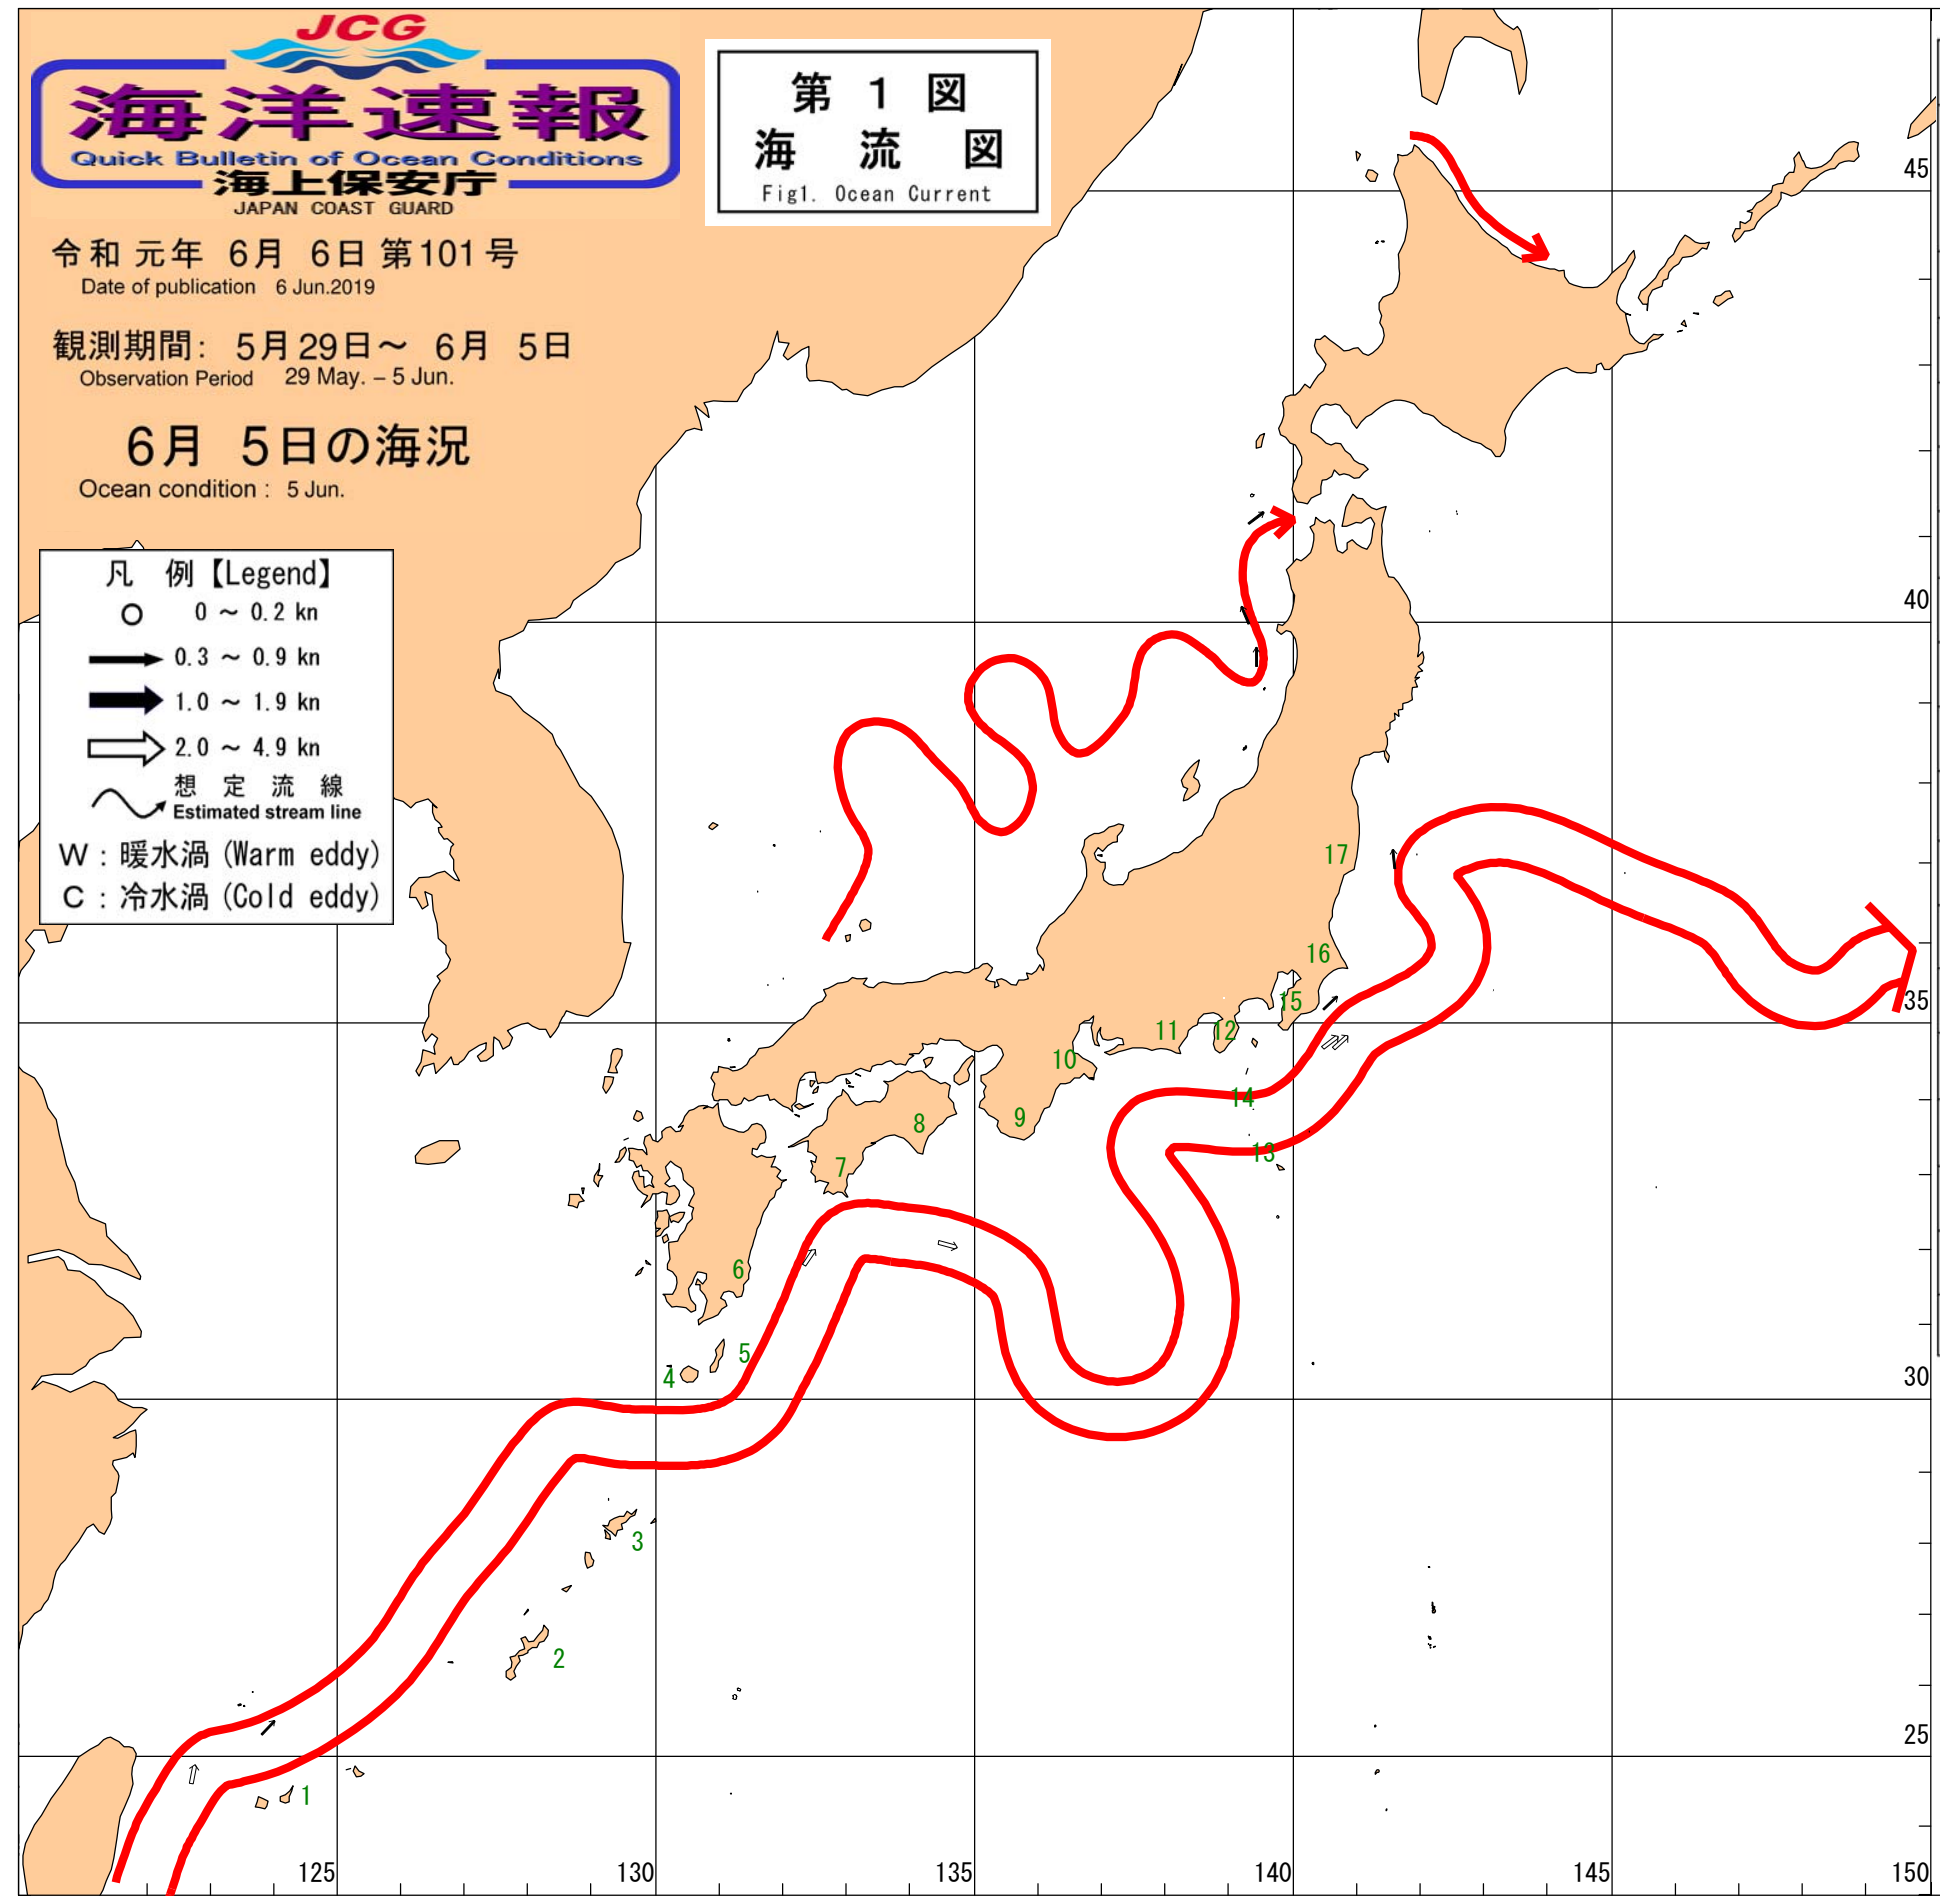 JCG
海洋速報
Quick Bulletin of Ocean Conditions
海上保安庁
JAPAN COAST GUARD
令和 元年 6月 6日 第101号
Date of publication 6 Jun.2019
観測期間: 5月29日～ 6月 5日
Observation Period 29 May. – 5 Jun.
6月 5日の海況
Ocean condition : 5 Jun.
第 1 図
海 流 図
Fig1. Ocean Current
凡 例【Legend】
0 ～ 0.2 kn
0.3 ～ 0.9 kn
1.0 ～ 1.9 kn
2.0 ～ 4.9 kn
想 定 流 線
Estimated stream line
W : 暖水渦 (Warm eddy)
C : 冷水渦 (Cold eddy)
45
40
35
30
25
17
16
15
12
11
10
14
13
9
8
7
6
5
4
3
2
1
125
130
135
140
145
150